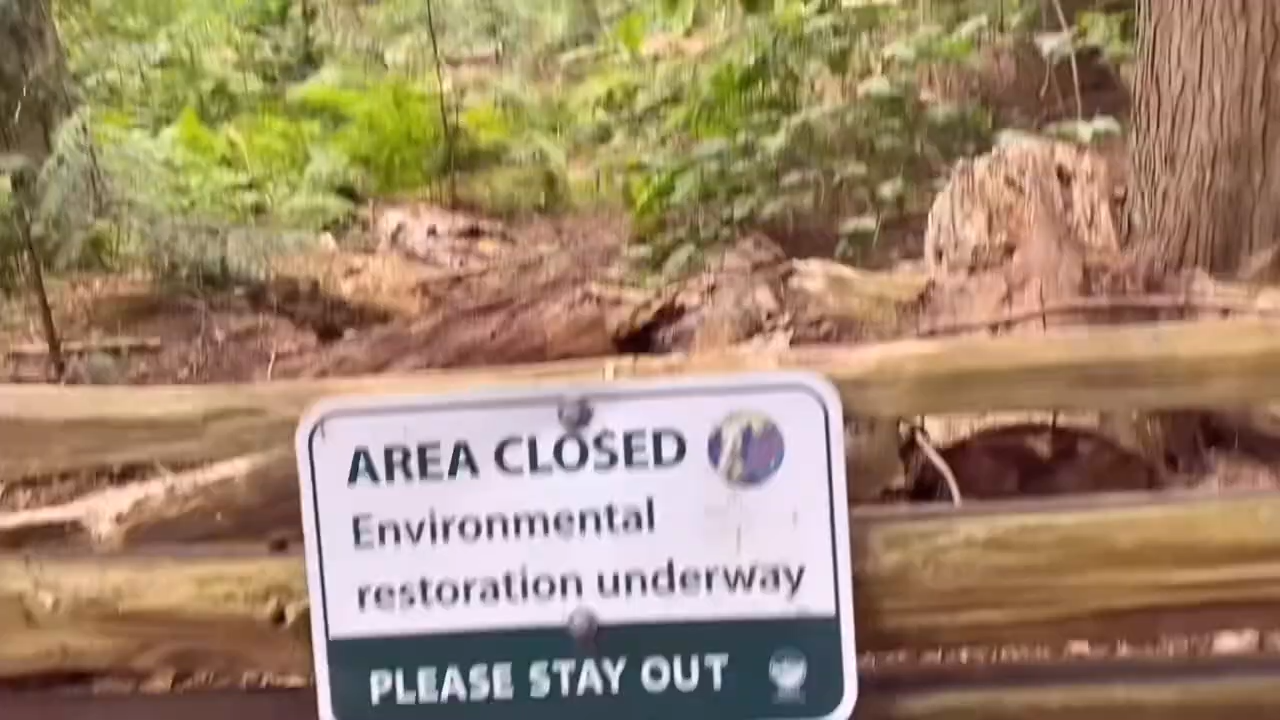 AREA CLOSED
Environmental
restoration underway
PLEASE STAY OUT